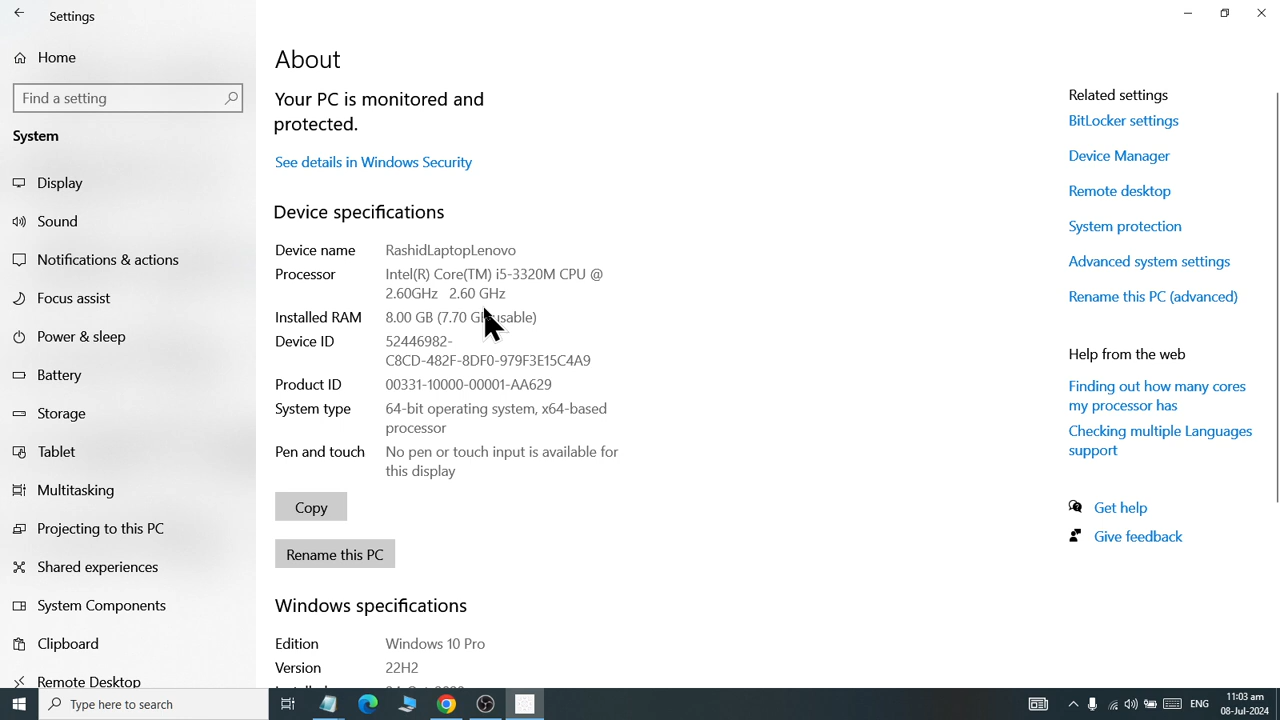 Settings
Home
Find a setting
System
Display
Sound
Notifications & actions
Focus assist
Power & sleep
Battery
Storage
Tablet
Multitasking
Projecting to this PC
Shared experiences
System Components
Clipboard
Remote Desktop
About
Your PC is monitored and
protected.
See details in Windows Security
Device specifications
Device name RashidLaptopLenovo
Processor Intel(R) Core(TM) i5-3320M CPU @
2.60GHz 2.60 GHz
Installed RAM 8.00 GB (7.70 GB usable)
Device ID 52446982-
C8CD-482F-8DF0-979F3E15C4A9
Product ID 00331-10000-00001-AA629
System type 64-bit operating system, x64-based
processor
Pen and touch No pen or touch input is available for
this display
Copy
Rename this PC
Windows specifications
Edition Windows 10 Pro
Version 22H2
Related settings
BitLocker settings
Device Manager
Remote desktop
System protection
Advanced system settings
Rename this PC (advanced)
Help from the web
Finding out how many cores
my processor has
Checking multiple Languages
support
Get help
Give feedback
Type here to search
ENG
11:03 am
08-Jul-2024